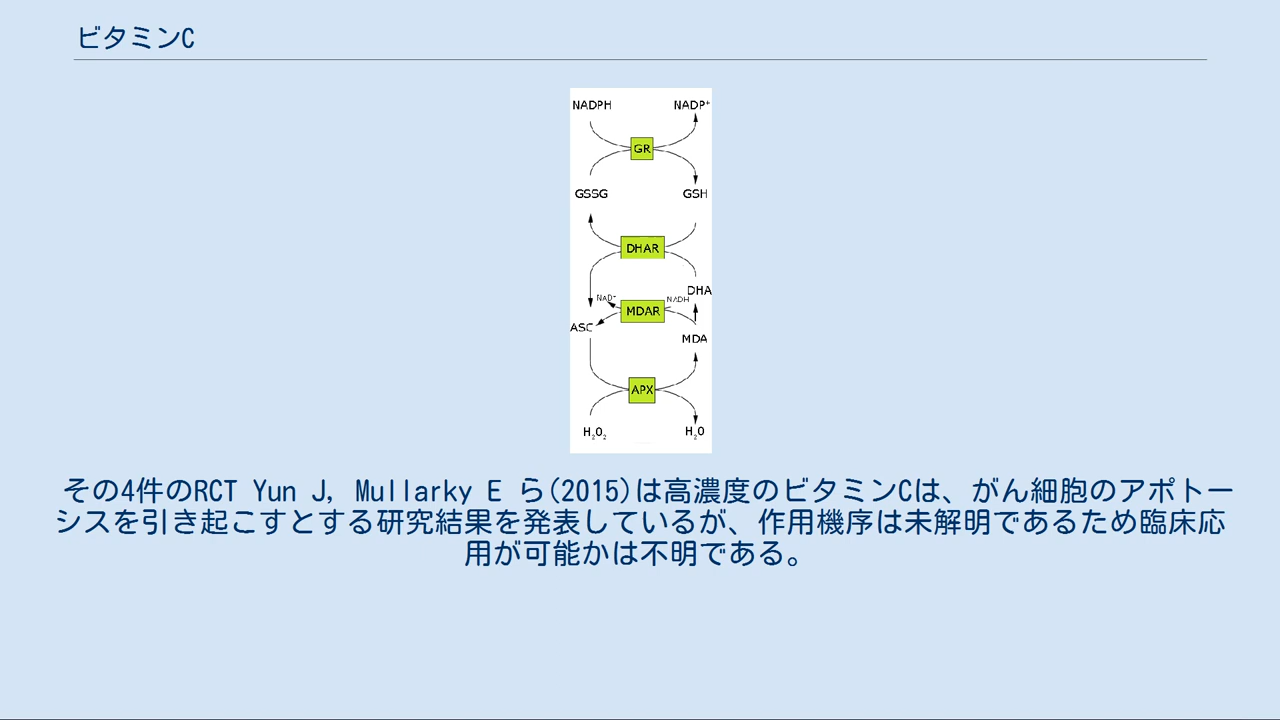 ビタミンC
NADPH NADP⁺
GR
GSSG GSH
DHAR
DHA
NAD⁺ NADH
MDAR
ASC
MDA
APX
H₂O₂ H₂O
その4件のRCT Yun J, Mullarky E ら(2015)は高濃度のビタミンCは、がん細胞のアポトー
シスを引き起こすとする研究結果を発表しているが、作用機序は未解明であるため臨床応
用が可能かは不明である。